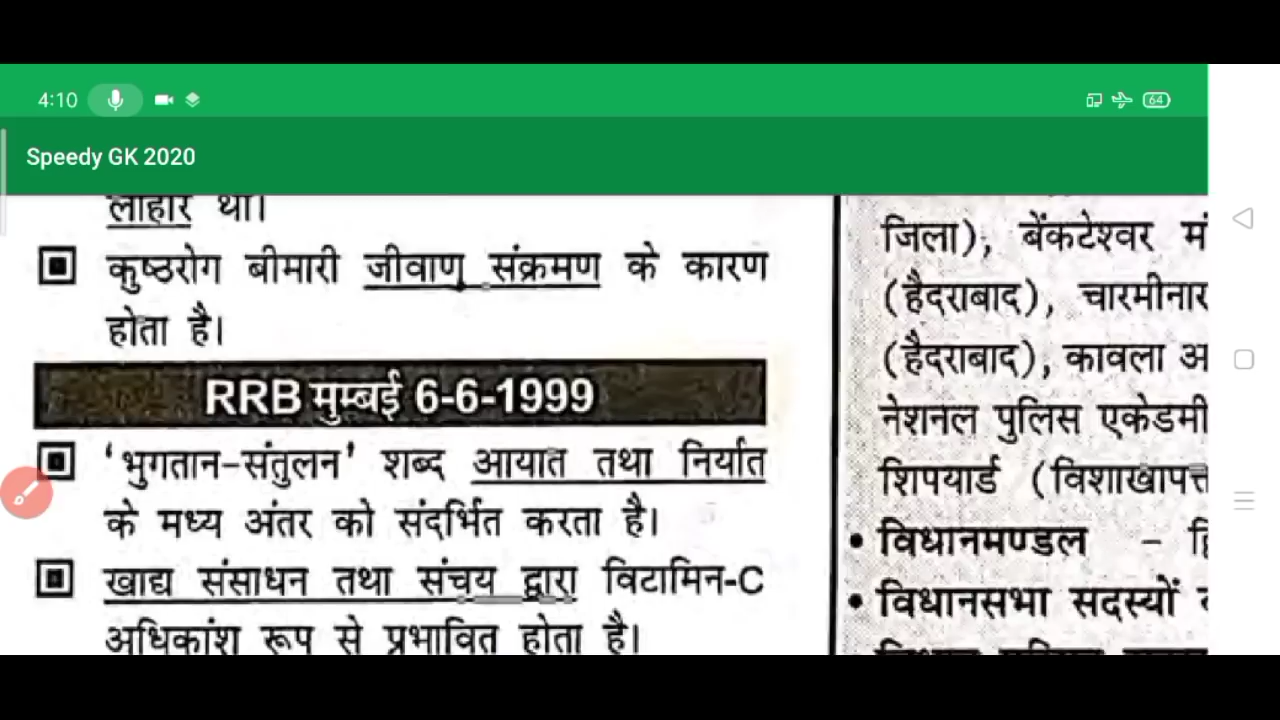 4:10
64
Speedy GK 2020
लाहौर था।
कुष्ठरोग बीमारी जीवाणु संक्रमण के कारण
होता है।
RRB मुम्बई 6-6-1999
'भुगतान-संतुलन' शब्द आयात तथा निर्यात
के मध्य अंतर को संदर्भित करता है।
खाद्य संसाधन तथा संचय द्वारा विटामिन-C
अधिकांश रूप से प्रभावित होता है।
जिला), बेंकटेश्वर
(हैदराबाद), चारमीनार
(हैदराबाद), कावला
नेशनल पुलिस एकेडमी
शिपयार्ड
• विधानमण्डल –
• विधानसभा सदस्यों